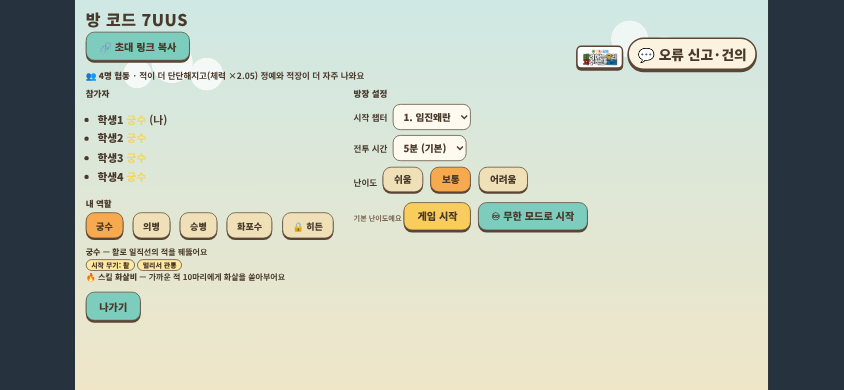 방 코드 7UUS
🔗 초대 링크 복사
💬 오류 신고·건의
👥 4명 협동 · 적이 더 단단해지고(체력 ×2.05) 정예와 적장이 더 자주 나와요
참가자
학생1 궁수 (나)
학생2 궁수
학생3 궁수
학생4 궁수
내 역할
궁수 의병 승병 화포수 🔒 히든
궁수 — 활로 일직선의 적을 꿰뚫어요
시작 무기: 활 멀리서 관통
🔥 스킬 화살비 — 가까운 적 10마리에게 화살을 쏟아부어요
나가기
방장 설정
시작 챕터 1. 임진왜란
전투 시간 5분 (기본)
난이도 쉬움 보통 어려움
기본 난이도예요 게임 시작 ♾ 무한 모드로 시작